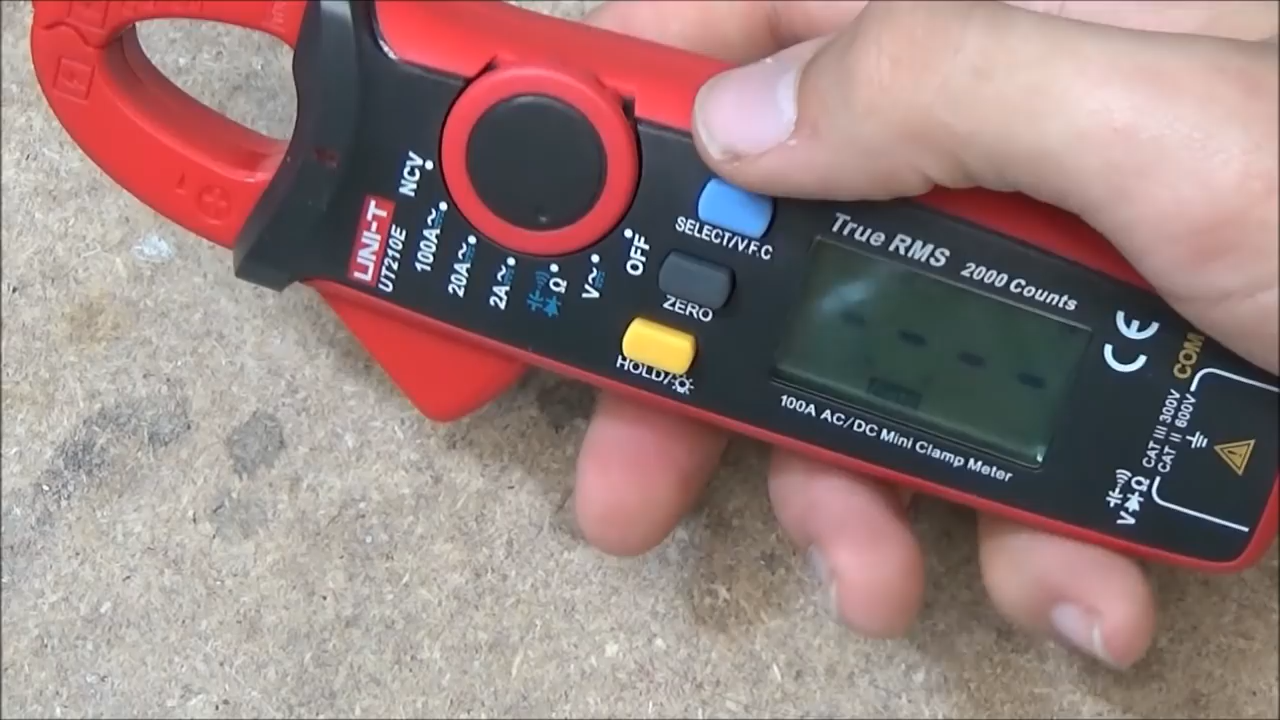 UNI-T
UT210E
NCV
100A
20A
2A
Ω
V
OFF
SELECT/V.F.C
ZERO
HOLD/
True RMS
2000 Counts
----
100A AC/DC Mini Clamp Meter
CE
COM
CAT III 300V
CAT II 600V
VΩ